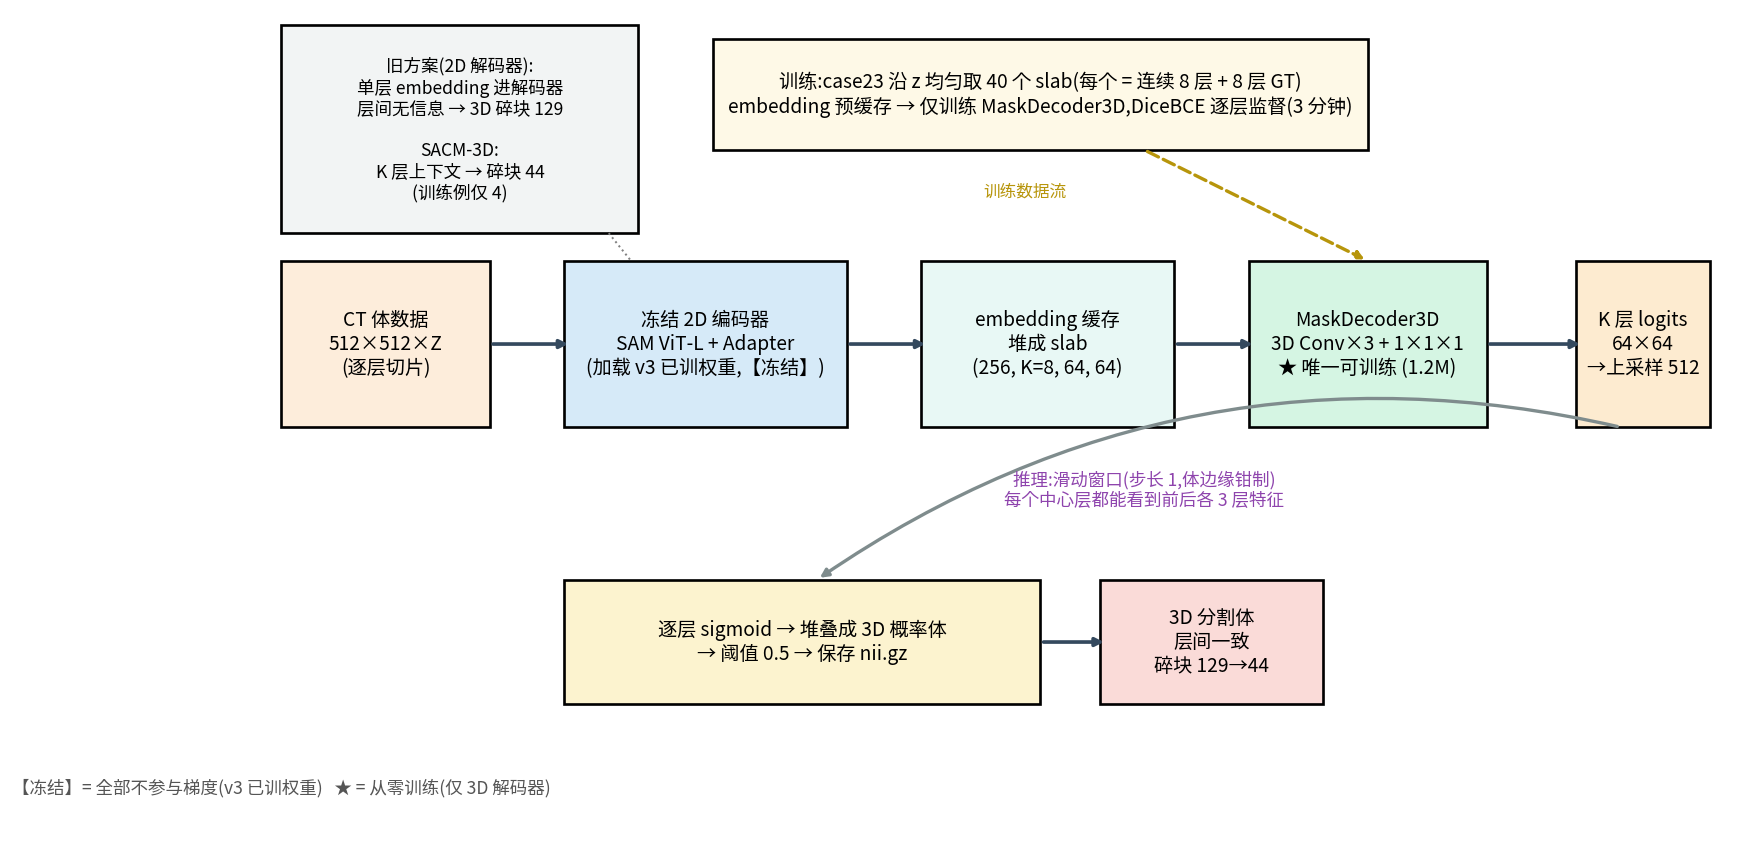 旧方案(2D 解码器):
单层 embedding 进解码器
层间无信息 → 3D 碎块 129
SACM-3D:
K 层上下文 → 碎块 44
(训练例仅 4)
训练:case23 沿 z 均匀取 40 个 slab(每个 = 连续 8 层 + 8 层 GT)
embedding 预缓存 → 仅训练 MaskDecoder3D,DiceBCE 逐层监督(3 分钟)
训练数据流
CT 体数据
512×512×Z
(逐层切片)
冻结 2D 编码器
SAM ViT-L + Adapter
(加载 v3 已训权重,【冻结】)
embedding 缓存
堆成 slab
(256, K=8, 64, 64)
MaskDecoder3D
3D Conv×3 + 1×1×1
★ 唯一可训练 (1.2M)
K 层 logits
64×64
→上采样 512
推理:滑动窗口(步长 1,体边缘钳制)
每个中心层都能看到前后各 3 层特征
逐层 sigmoid → 堆叠成 3D 概率体
→ 阈值 0.5 → 保存 nii.gz
3D 分割体
层间一致
碎块 129→44
【冻结】= 全部不参与梯度(v3 已训权重) ★ = 从零训练(仅 3D 解码器)